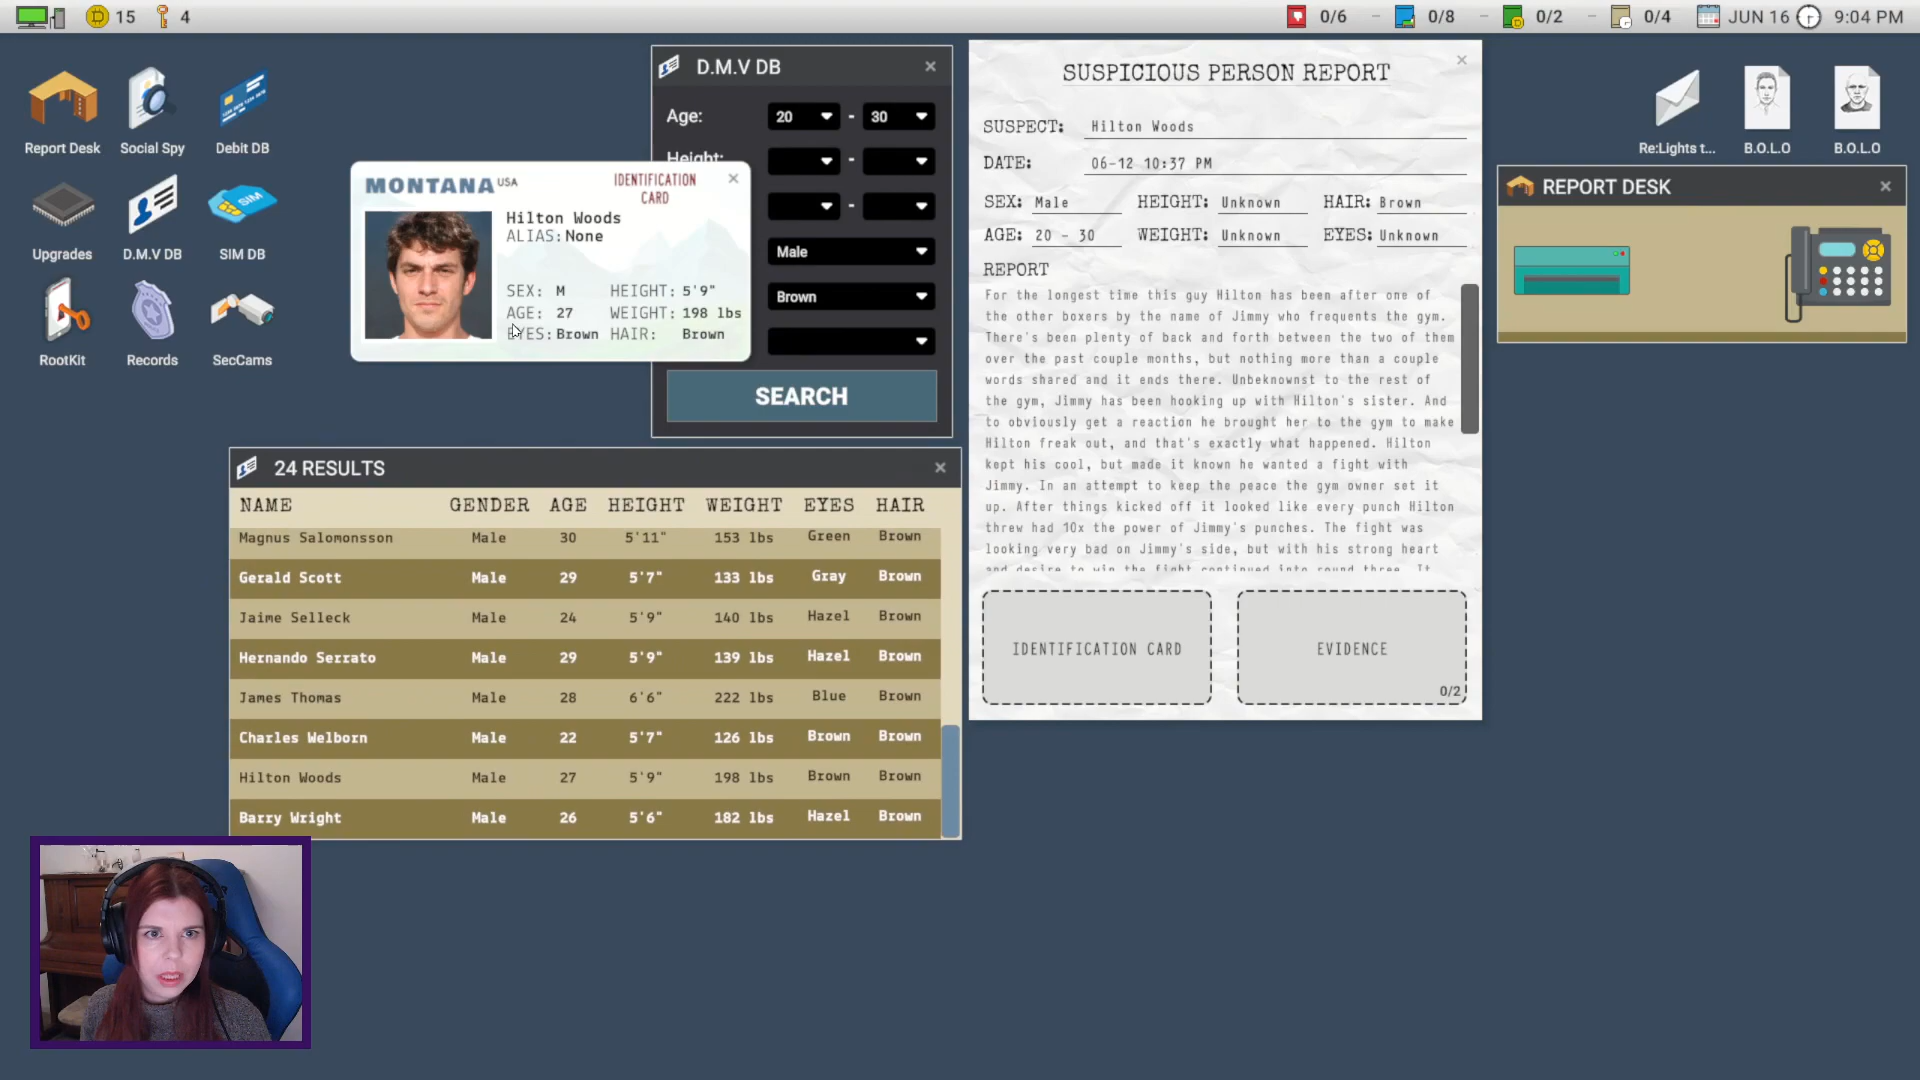 15
4
0/6
0/8
0/2
0/4
JUN 16
9:04 PM
Report Desk
Social Spy
Debit DB
Upgrades
D.M.V DB
SIM DB
RootKit
Records
SecCams
D.M.V DB
Age:
20
-
30
Height:
-
-
Male
Brown
SEARCH
MONTANA USA
IDENTIFICATION
CARD
Hilton Woods
ALIAS: None
SEX: M
HEIGHT: 5'9"
AGE: 27
WEIGHT: 198 lbs
EYES: Brown
HAIR: Brown
24 RESULTS
NAME GENDER AGE HEIGHT WEIGHT EYES HAIR
Magnus Salomonsson Male 30 5'11" 153 lbs Green Brown
Gerald Scott Male 29 5'7" 133 lbs Gray Brown
Jaime Selleck Male 24 5'9" 140 lbs Hazel Brown
Hernando Serrato Male 29 5'9" 139 lbs Hazel Brown
James Thomas Male 28 6'6" 222 lbs Blue Brown
Charles Welborn Male 22 5'7" 126 lbs Brown Brown
Hilton Woods Male 27 5'9" 198 lbs Brown Brown
Barry Wright Male 26 5'6" 182 lbs Hazel Brown
SUSPICIOUS PERSON REPORT
SUSPECT: Hilton Woods
DATE: 06-12 10:37 PM
SEX: Male HEIGHT: Unknown HAIR: Brown
AGE: 20 - 30 WEIGHT: Unknown EYES: Unknown
REPORT
For the longest time this guy Hilton has been after one of
the other boxers by the name of Jimmy who frequents the gym.
There's been plenty of back and forth between the two of them
over the past couple months, but nothing more than a couple
words shared and it ends there. Unbeknownst to the rest of
the gym, Jimmy has been hooking up with Hilton's sister. And
to obviously get a reaction he brought her to the gym to make
Hilton freak out, and that's exactly what happened. Hilton
kept his cool, but made it known he wanted a fight with
Jimmy. In an attempt to keep the peace the gym owner set it
up. After things kicked off it looked like every punch Hilton
threw had 10x the power of Jimmy's punches. The fight was
looking very bad on Jimmy's side, but with his strong heart
and desire to win the fight continued into round three. It
IDENTIFICATION CARD
EVIDENCE
0/2
Re:Lights t...
B.O.L.O
B.O.L.O
REPORT DESK
SIM